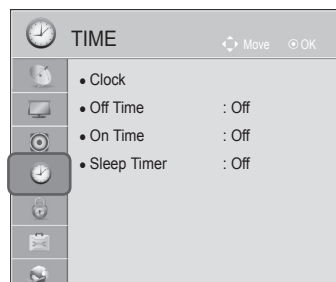 TIME Move OK
• Clock
• Off Time : Off
• On Time : Off
• Sleep Timer : Off